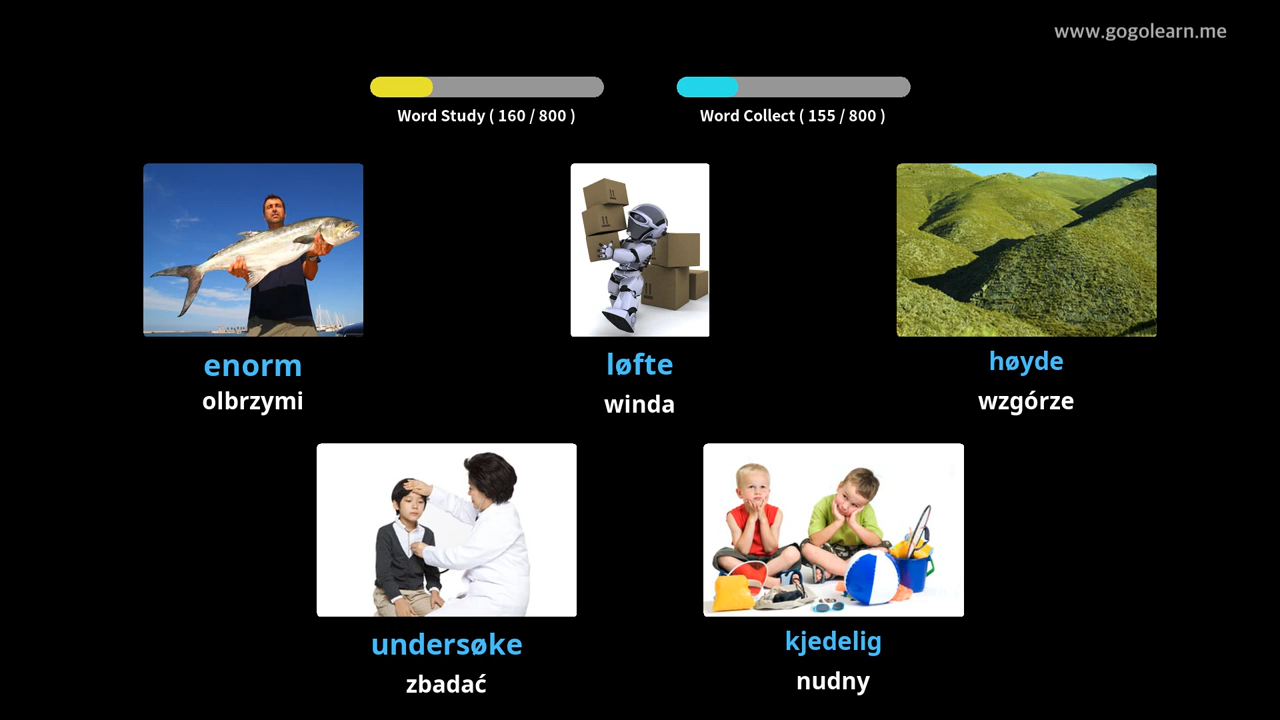 www.gogolearn.me
Word Study ( 160 / 800 )
Word Collect ( 155 / 800 )
enorm
olbrzymi
løfte
winda
høyde
wzgórze
undersøke
zbadać
kjedelig
nudny